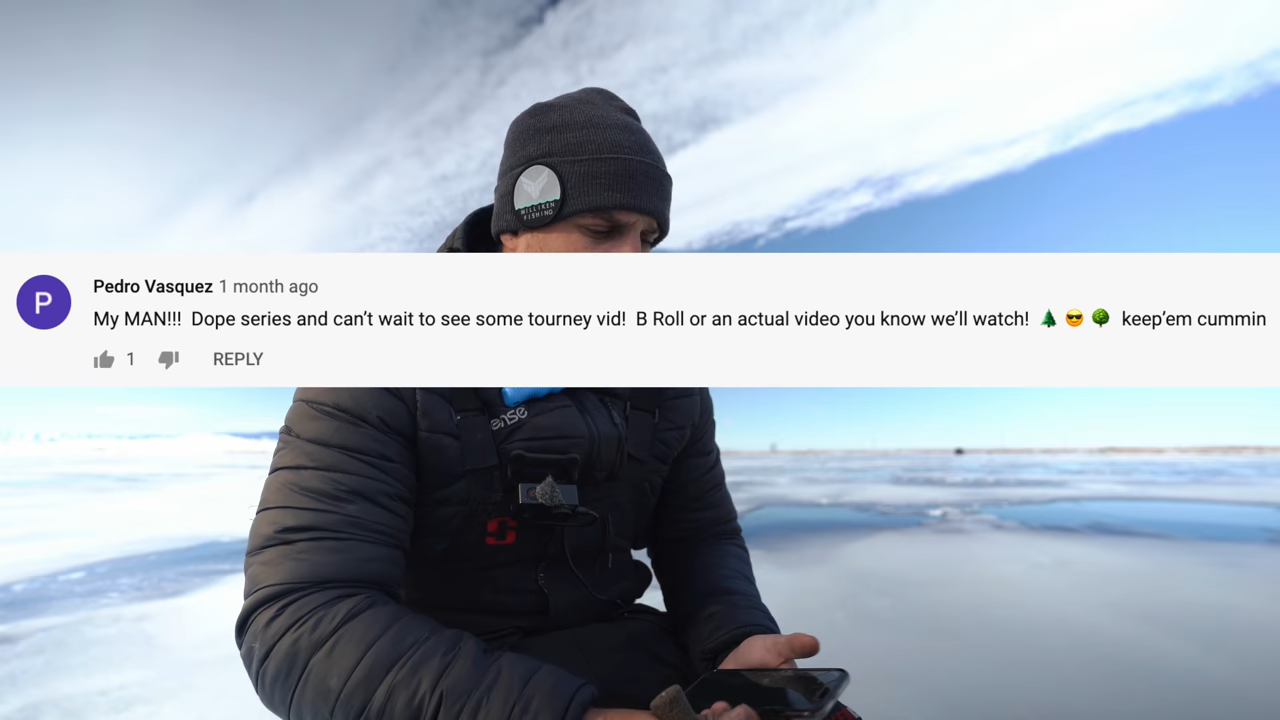 MILLIKEN
FISHING
P
Pedro Vasquez 1 month ago
My MAN!!! Dope series and can’t wait to see some tourney vid! B Roll or an actual video you know we’ll watch! 🌲 😎 🌳 keep’em cummin
1 REPLY
ense